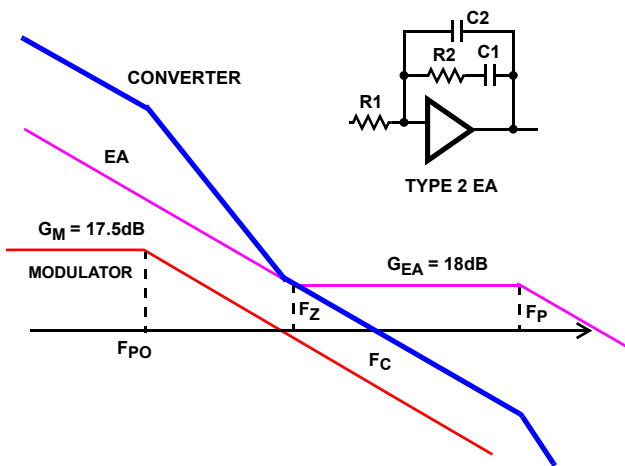 C2
R2
C1
R1
TYPE 2 EA
CONVERTER
EA
GM = 17.5dB
MODULATOR
GEA = 18dB
FZ
FP
FPO
FC